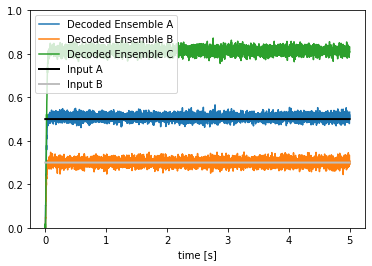 1.0
0.8
0.6
0.4
0.2
0.0
Decoded Ensemble A
Decoded Ensemble B
Decoded Ensemble C
Input A
Input B
0 1 2 3 4 5
time [s]